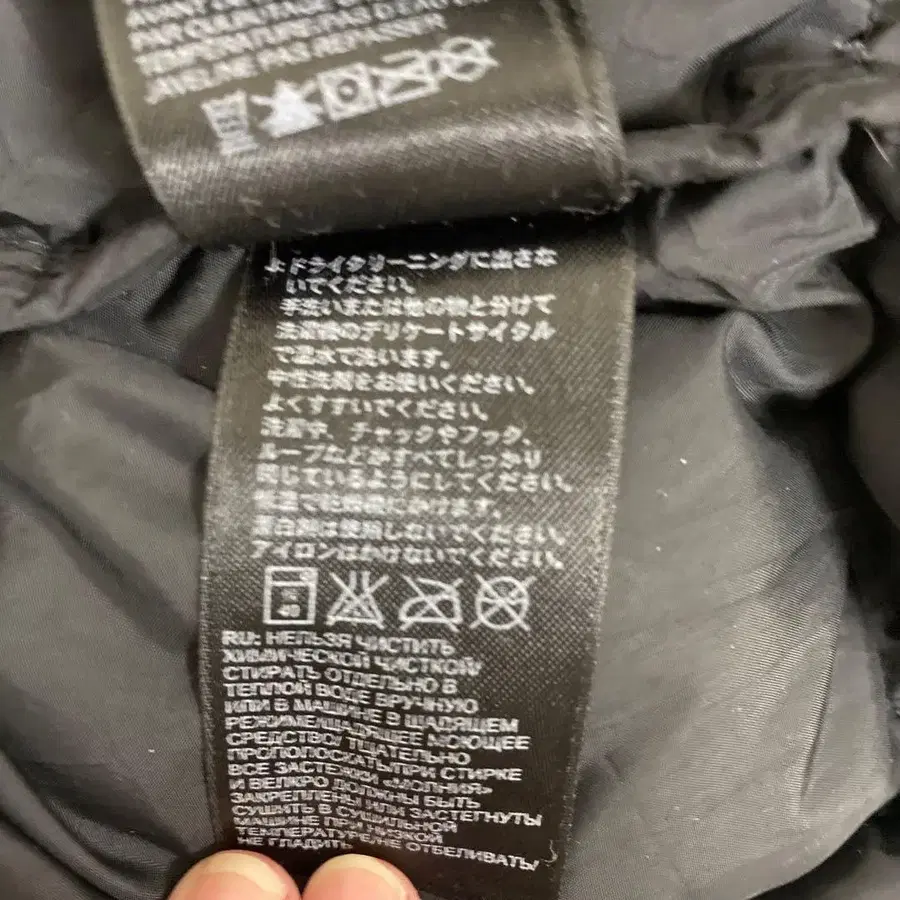 TEMPÉRATURE/PAS D'EAU
JAVEL/NE PAS REPASSER
ドライクリーニングに出さな
いでください。
手洗いまたは他の物と分けて
洗濯機のデリケートサイクル
で温水で洗います。
中性洗剤をお使いください。
よくすすいでください。
洗濯中、チャックやフック、
ループなどがすべてしっかり
閉じているようにしてください。
低温で乾燥機にかけます。
蛋白剤は使用しないでください。
アイロンはかけないでください。
40
RU: НЕЛЬЗЯ ЧИСТИТЬ
ХИМИЧЕСКОЙ ЧИСТКОЙ/
СТИРАТЬ ОТДЕЛЬНО В
ТЕПЛОЙ ВОДЕ ВРУЧНУЮ
ИЛИ В МАШИНЕ В ЩАДЯЩЕМ
РЕЖИМЕ/ЩАДЯЩЕЕ МОЮЩЕЕ
СРЕДСТВО/ ТЩАТЕЛЬНО
ПРОПОЛОСКАТЬ/ПРИ СТИРКЕ
ВСЕ ЗАСТЕЖКИ «МОЛНИЯ»
И ВЕЛКРО ДОЛЖНЫ БЫТЬ
ЗАКРЕПЛЕНЫ ИЛИ ЗАСТЕГНУТЫ
СУШИТЬ В СУШИЛЬНОЙ
МАШИНЕ ПРИ НИЗКОЙ
ТЕМПЕРАТУРЕ/НЕ ОТБЕЛИВАТЬ/
НЕ ГЛАДИТЬ